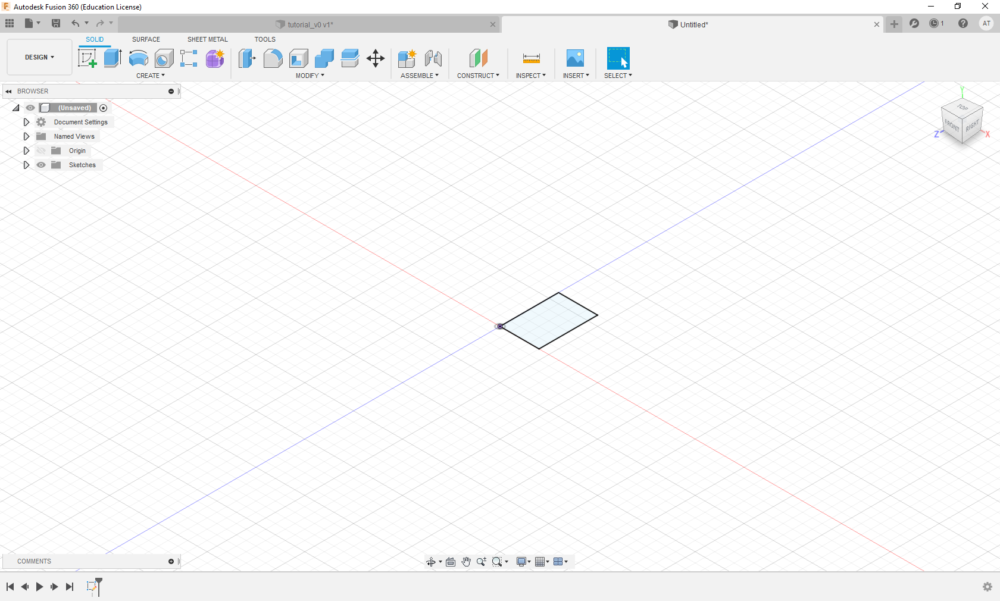 Autodesk Fusion 360 (Education License)
tutorial_v0 v1*
Untitled*
1
AT
DESIGN
SOLID
SURFACE
SHEET METAL
TOOLS
CREATE
MODIFY
ASSEMBLE
CONSTRUCT
INSPECT
INSERT
SELECT
BROWSER
(Unsaved)
Document Settings
Named Views
Origin
Sketches
Y
TOP
FRONT
RIGHT
Z
X
COMMENTS